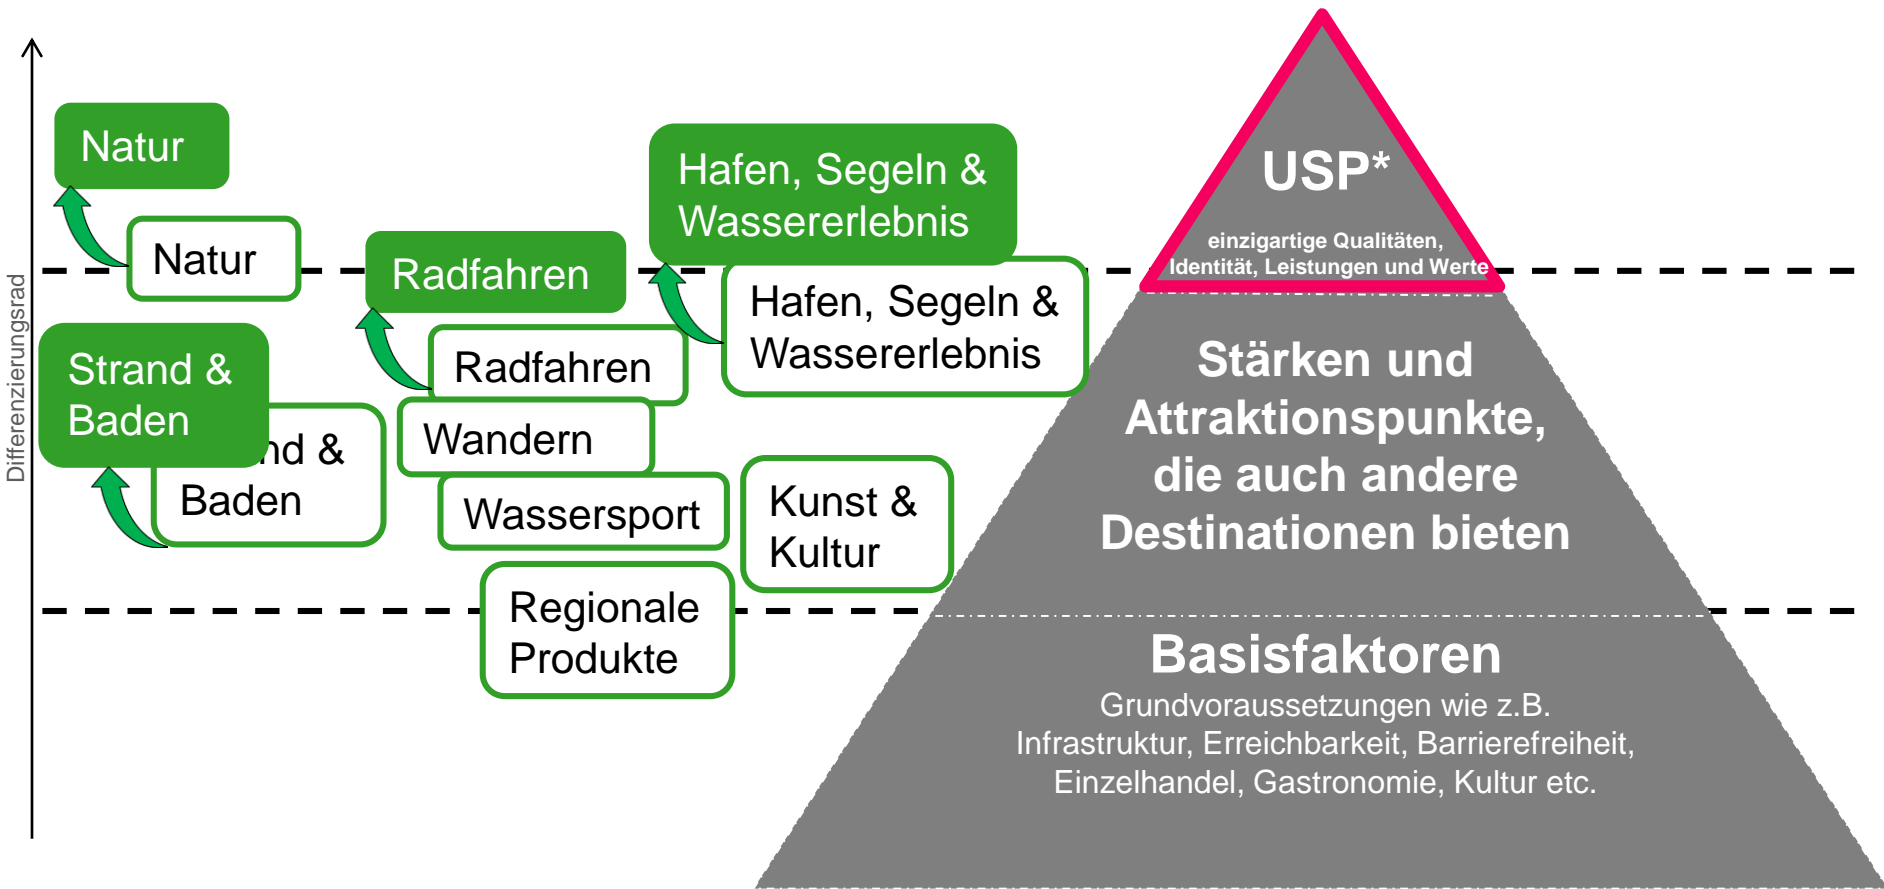 Differenzierungsrad
Natur
Natur
Strand &
Baden
nd &
Baden
Radfahren
Radfahren
Wandern
Wassersport
Regionale
Produkte
Hafen, Segeln &
Wassererlebnis
Hafen, Segeln &
Wassererlebnis
Kunst &
Kultur
USP*
einzigartige Qualitäten,
Identität, Leistungen und Werte
Stärken und
Attraktionspunkte,
die auch andere
Destinationen bieten
Basisfaktoren
Grundvoraussetzungen wie z.B.
Infrastruktur, Erreichbarkeit, Barrierefreiheit,
Einzelhandel, Gastronomie, Kultur etc.